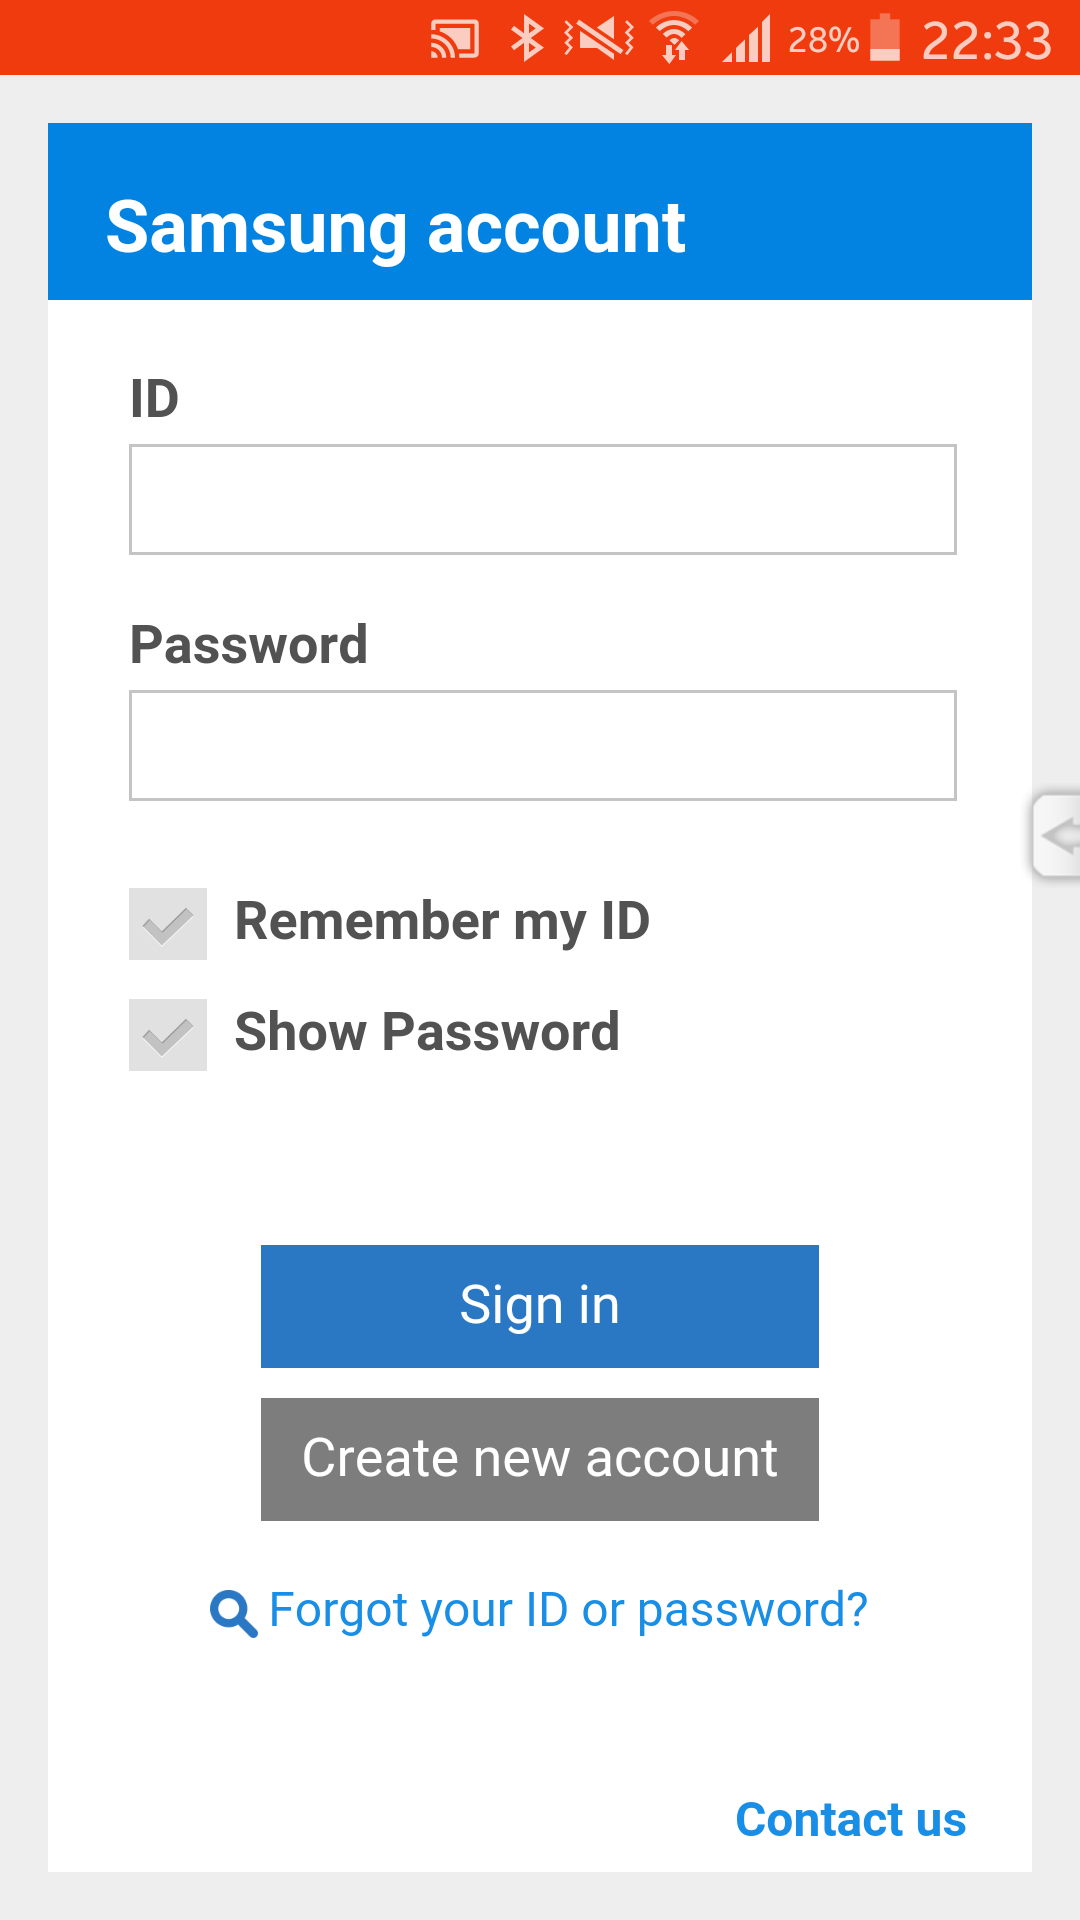 28% 22:33
Samsung account
ID
Password
Remember my ID
Show Password
Sign in
Create new account
Forgot your ID or password?
Contact us